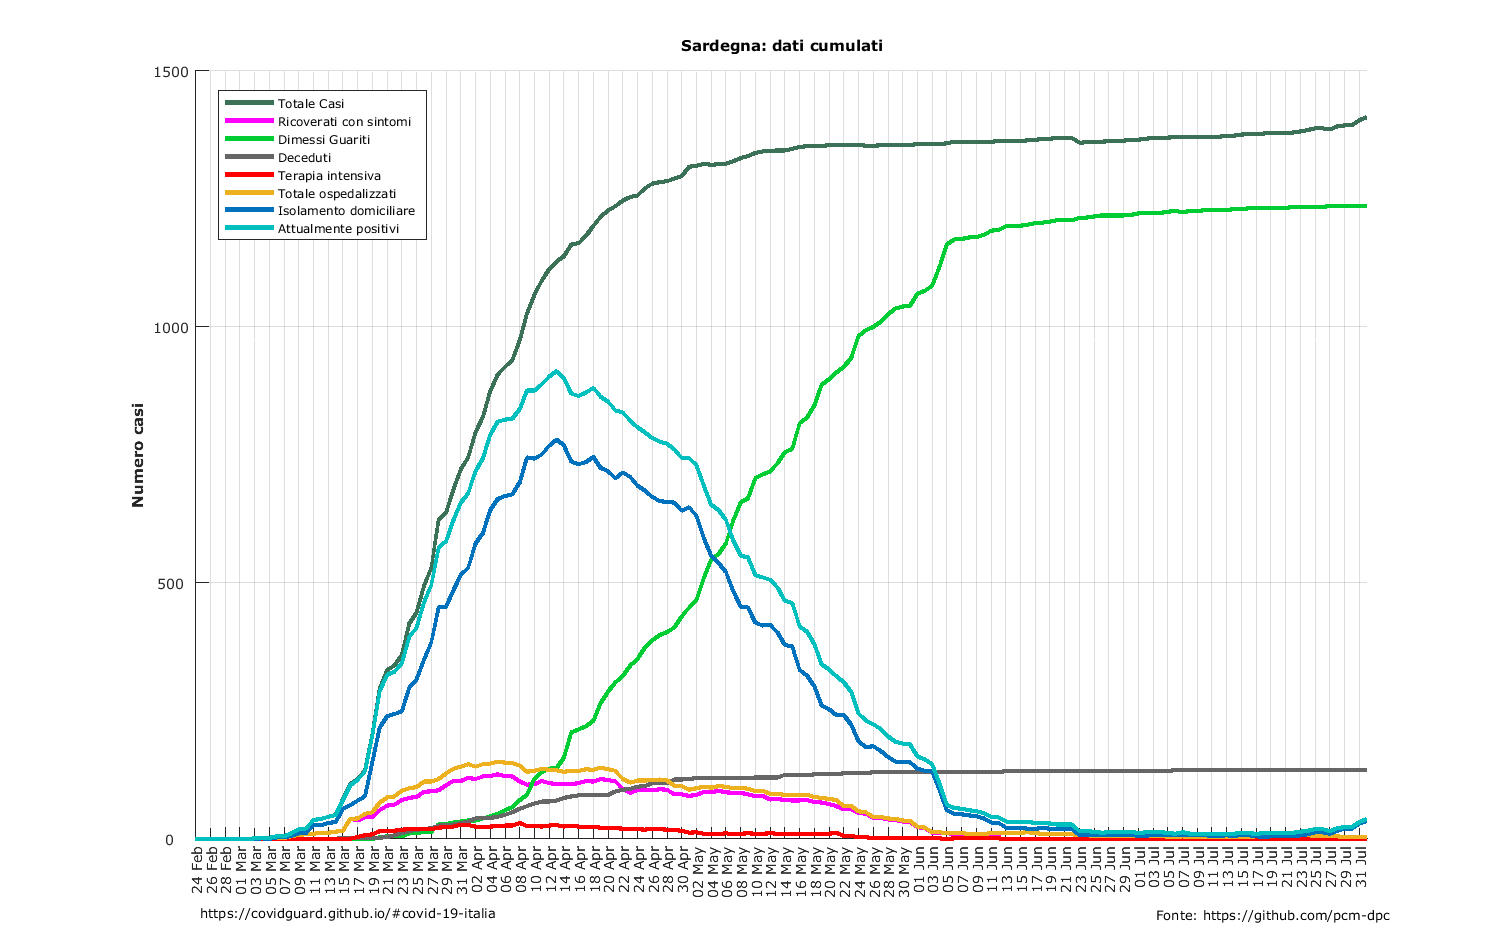 Sardegna: dati cumulati
1500
1000
500
0
Numero casi
Totale Casi
Ricoverati con sintomi
Dimessi Guariti
Deceduti
Terapia intensiva
Totale ospedalizzati
Isolamento domiciliare
Attualmente positivi
24 Feb
26 Feb
28 Feb
01 Mar
03 Mar
05 Mar
07 Mar
09 Mar
11 Mar
13 Mar
15 Mar
17 Mar
19 Mar
21 Mar
23 Mar
25 Mar
27 Mar
29 Mar
31 Mar
02 Apr
04 Apr
06 Apr
08 Apr
10 Apr
12 Apr
14 Apr
16 Apr
18 Apr
20 Apr
22 Apr
24 Apr
26 Apr
28 Apr
30 Apr
02 May
04 May
06 May
08 May
10 May
12 May
14 May
16 May
18 May
20 May
22 May
24 May
26 May
28 May
30 May
01 Jun
03 Jun
05 Jun
07 Jun
09 Jun
11 Jun
13 Jun
15 Jun
17 Jun
19 Jun
21 Jun
23 Jun
25 Jun
27 Jun
29 Jun
01 Jul
03 Jul
05 Jul
07 Jul
09 Jul
11 Jul
13 Jul
15 Jul
17 Jul
19 Jul
21 Jul
23 Jul
25 Jul
27 Jul
29 Jul
31 Jul
https://covidguard.github.io/#covid-19-italia
Fonte: https://github.com/pcm-dpc